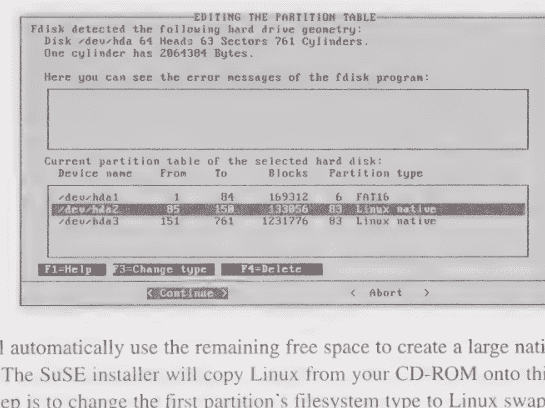 EDITING THE PARTITION TABLE
Fdisk detected the following hard drive geometry:
Disk /dev/hda 64 Heads 63 Sectors 761 Cylinders.
One cylinder has 2064384 Bytes.
Here you can see the error messages of the fdisk program:
Current partition table of the selected hard disk:
Device name From To Blocks Partition type
/dev/hda1 1 84 169312 6 FAT16
/dev/hda2 85 150 133056 83 Linux native
/dev/hda3 151 761 1231776 83 Linux native
F1=Help F3=Change type F4=Delete
< Continue > < Abort >
l automatically use the remaining free space to create a large nati
The SuSE installer will copy Linux from your CD-ROM onto thi
ep is to change the first partition's filesystem type to Linux swap